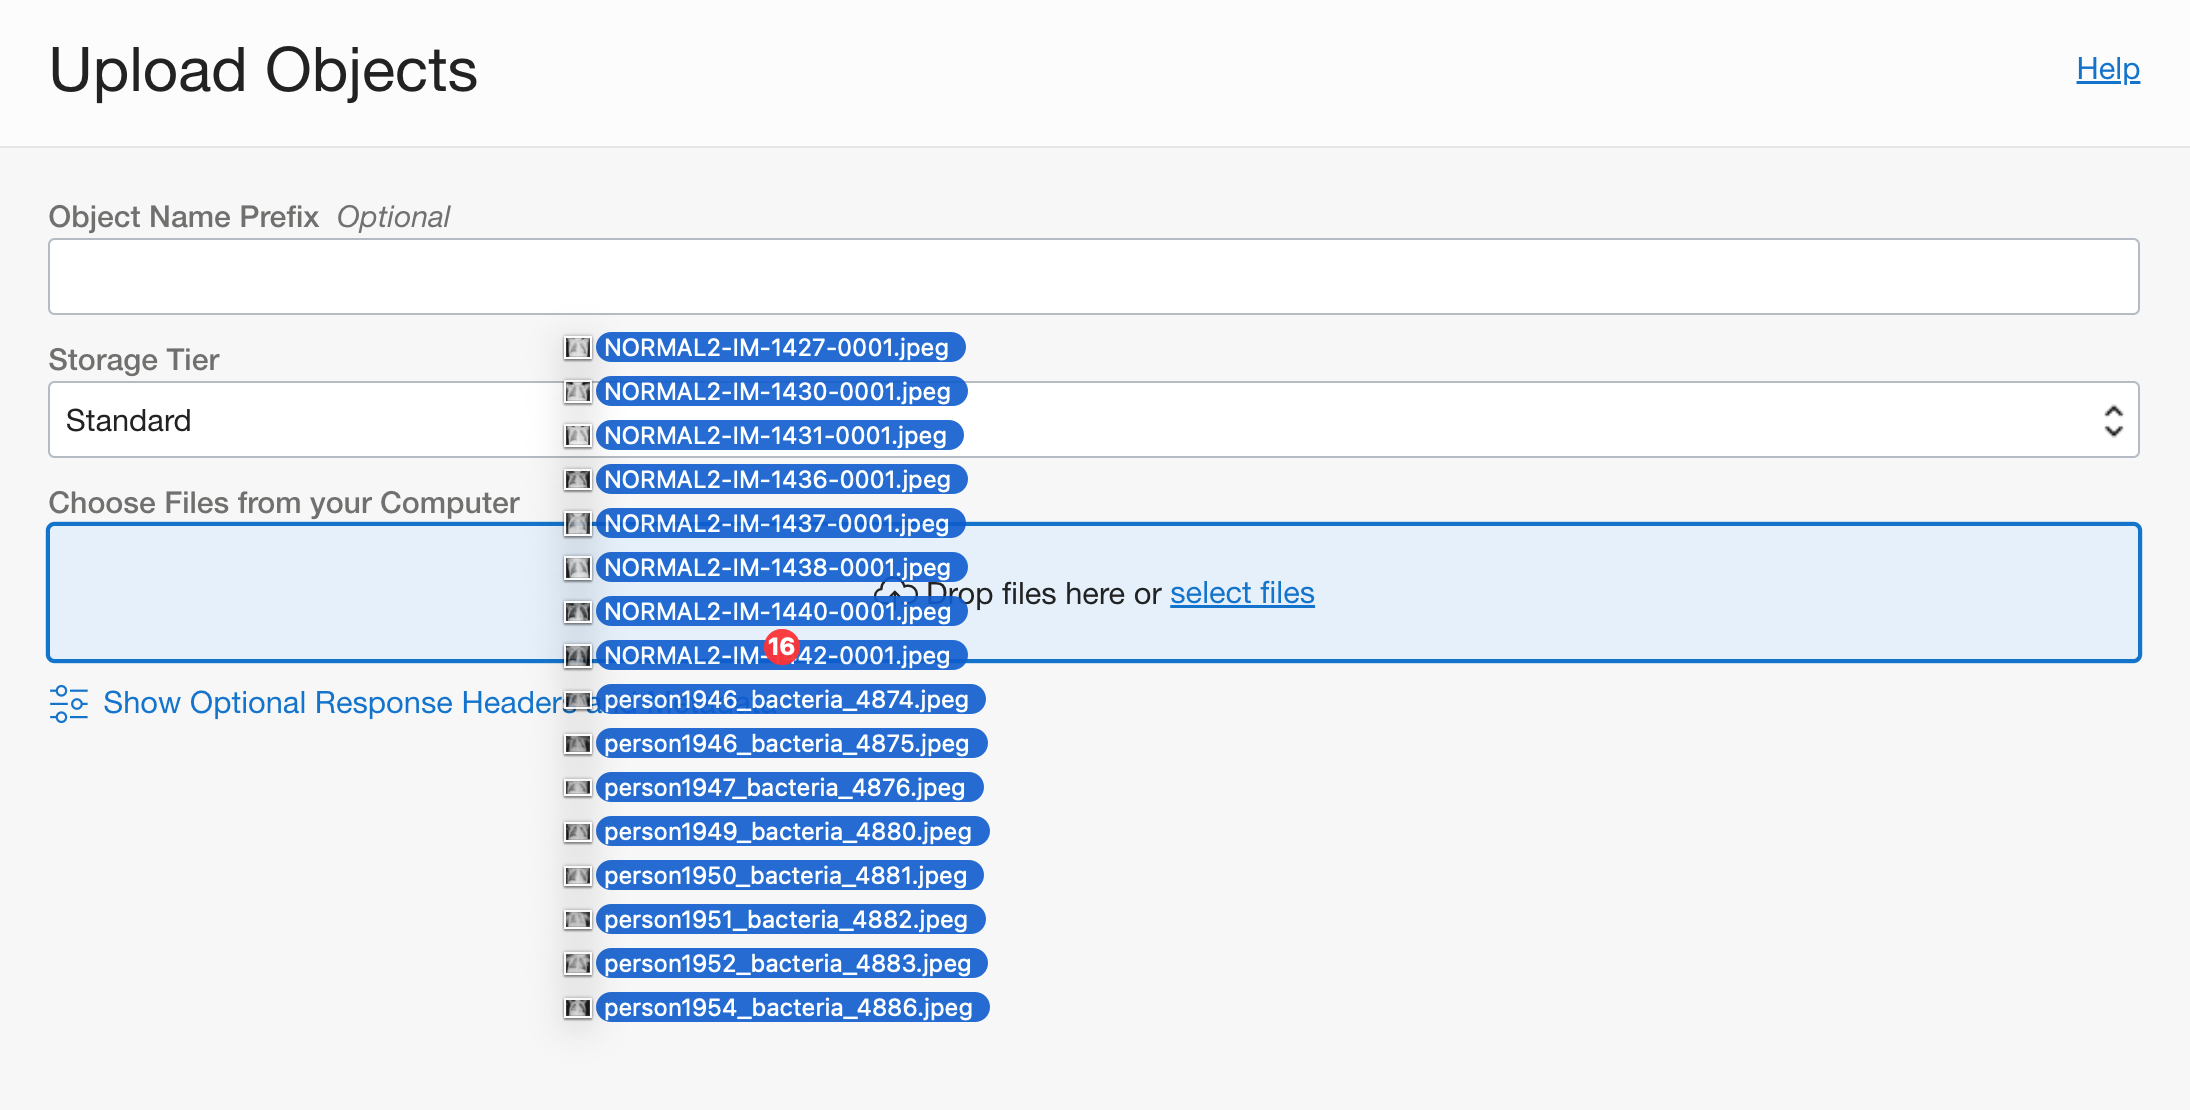 Upload Objects
Help
Object Name Prefix Optional
Storage Tier
Standard
Choose Files from your Computer
Drop files here or select files
Show Optional Response Headers and
NORMAL2-IM-1427-0001.jpeg
NORMAL2-IM-1430-0001.jpeg
NORMAL2-IM-1431-0001.jpeg
NORMAL2-IM-1436-0001.jpeg
NORMAL2-IM-1437-0001.jpeg
NORMAL2-IM-1438-0001.jpeg
NORMAL2-IM-1440-0001.jpeg
16
NORMAL2-IM-1442-0001.jpeg
person1946_bacteria_4874.jpeg
person1946_bacteria_4875.jpeg
person1947_bacteria_4876.jpeg
person1949_bacteria_4880.jpeg
person1950_bacteria_4881.jpeg
person1951_bacteria_4882.jpeg
person1952_bacteria_4883.jpeg
person1954_bacteria_4886.jpeg